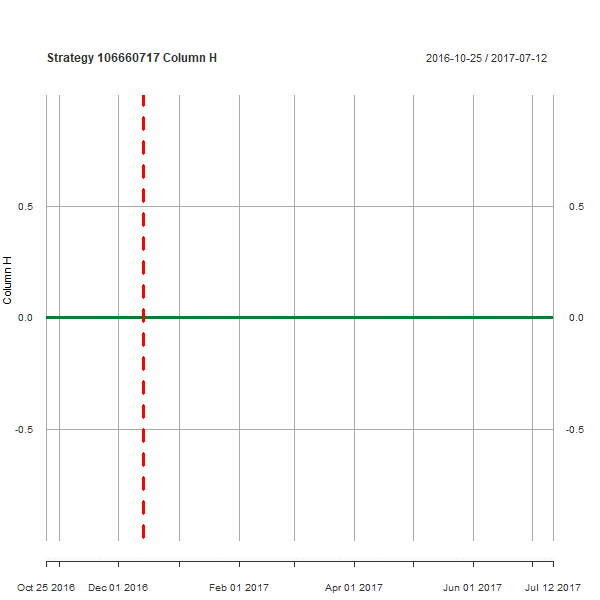 Strategy 106660717 Column H
2016-10-25 / 2017-07-12
0.5
0.5
Column H
0.0
0.0
-0.5
-0.5
Oct 25 2016
Dec 01 2016
Feb 01 2017
Apr 01 2017
Jun 01 2017
Jul 12 2017